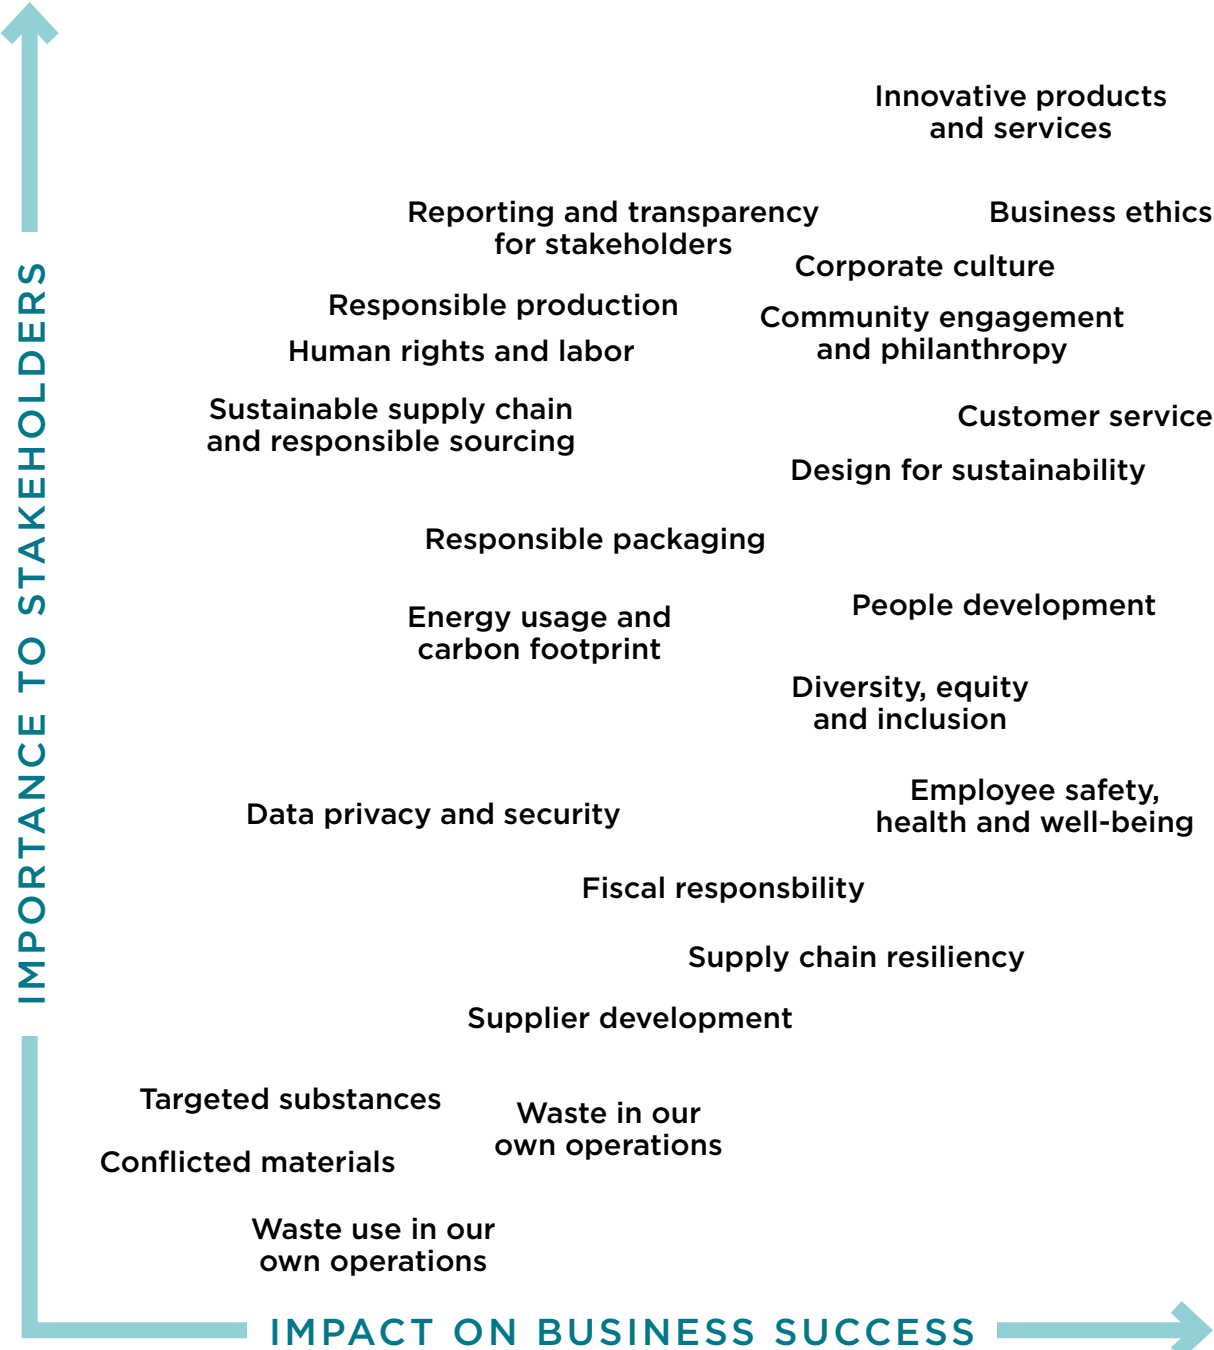 Innovative products
and services
Reporting and transparency
for stakeholders
Business ethics
Corporate culture
Responsible production
Community engagement
and philanthropy
Human rights and labor
Sustainable supply chain
and responsible sourcing
Customer service
Design for sustainability
Responsible packaging
People development
Energy usage and
carbon footprint
Diversity, equity
and inclusion
Employee safety,
health and well-being
Data privacy and security
Fiscal responsbility
Supply chain resiliency
Supplier development
Targeted substances
Waste in our
own operations
Conflicted materials
Waste use in our
own operations
IMPORTANCE TO STAKEHOLDERS
IMPACT ON BUSINESS SUCCESS